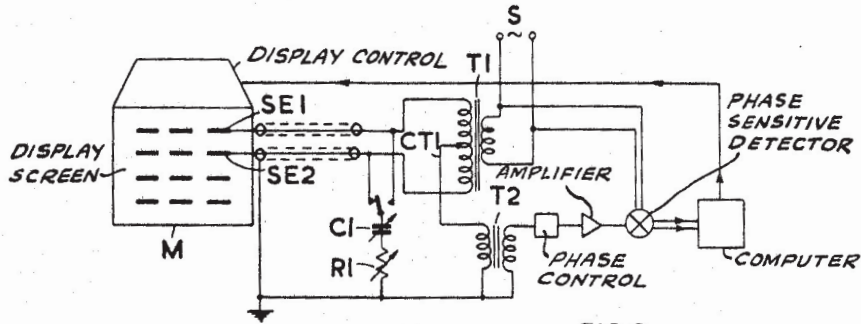 S
~
DISPLAY CONTROL
T1
SE1
PHASE
SENSITIVE
DETECTOR
CT1
DISPLAY
SCREEN
SE2
AMPLIFIER
T2
M
C1
R1
PHASE
CONTROL
COMPUTER